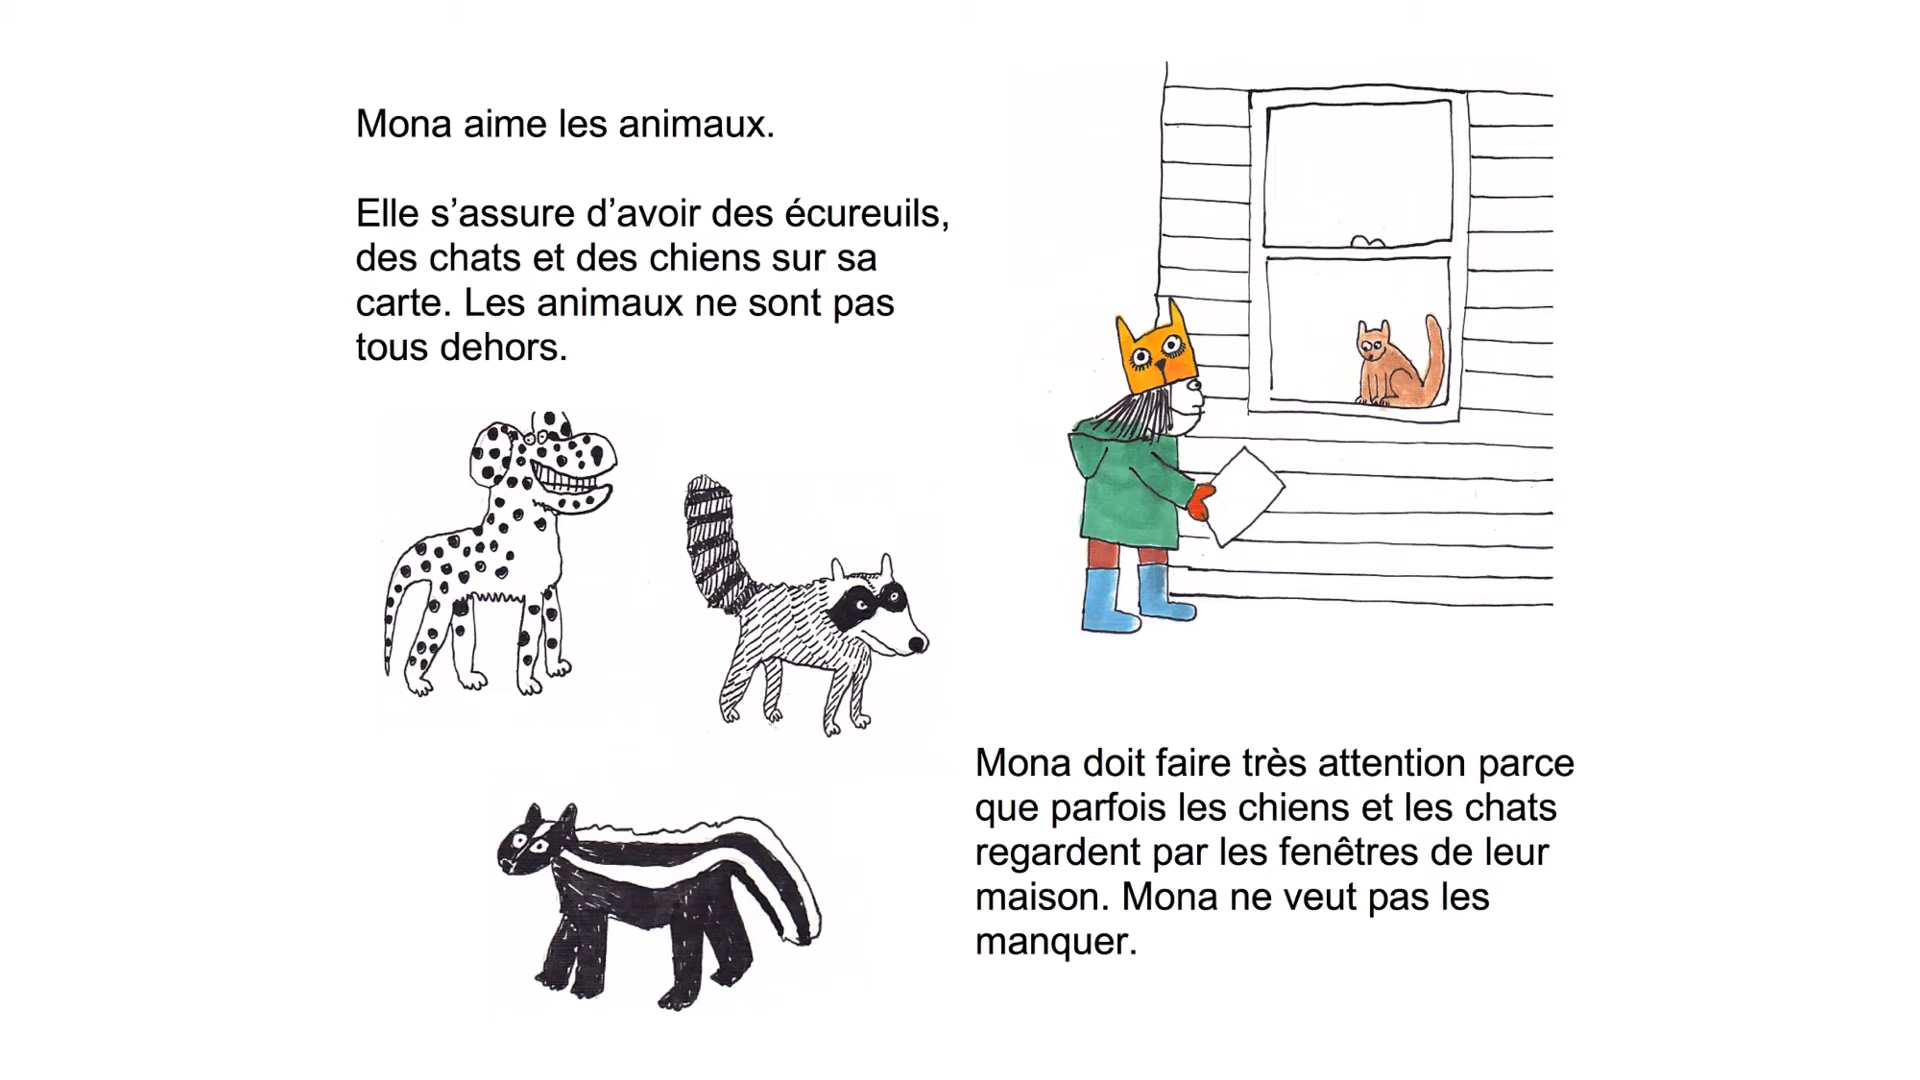 Mona aime les animaux.
Elle s’assure d’avoir des écureuils,
des chats et des chiens sur sa
carte. Les animaux ne sont pas
tous dehors.
Mona doit faire très attention parce
que parfois les chiens et les chats
regardent par les fenêtres de leur
maison. Mona ne veut pas les
manquer.